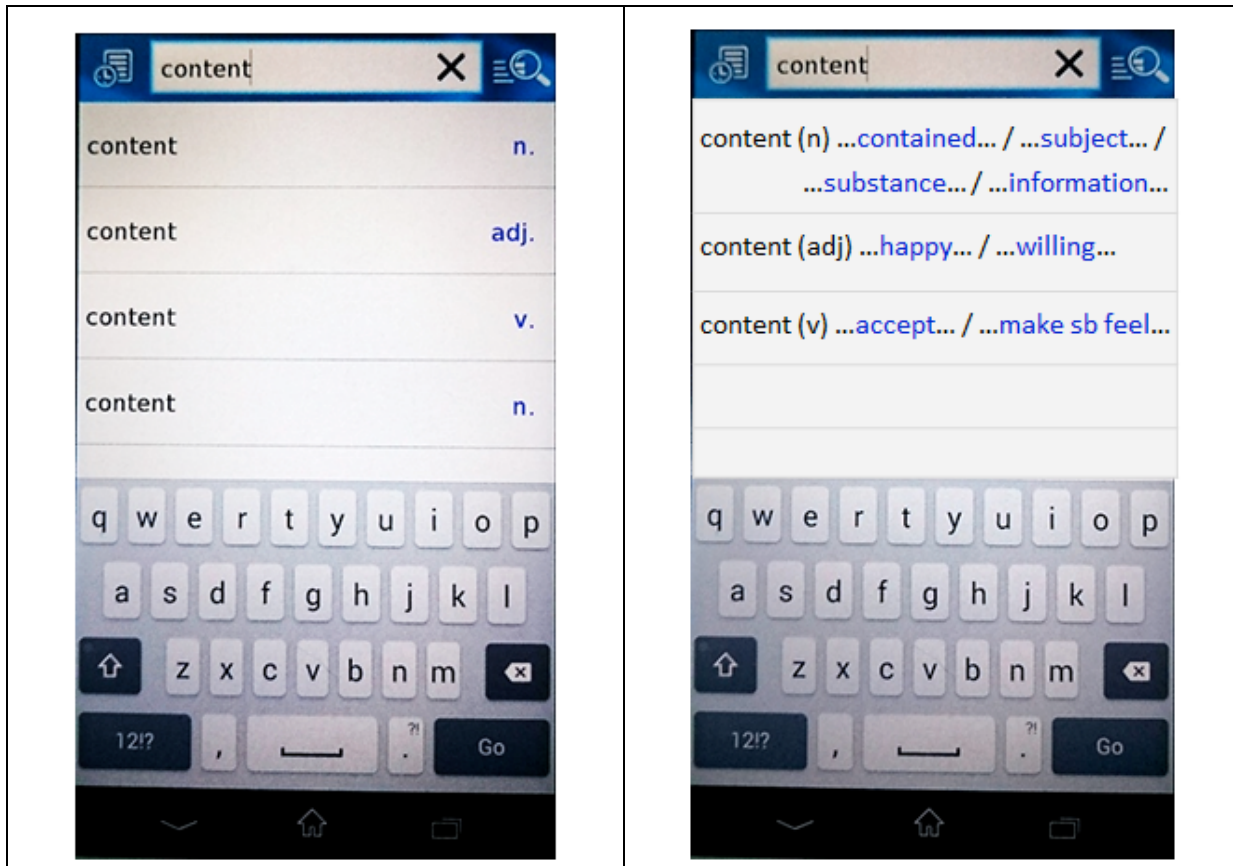 content
content n.
content adj.
content v.
content n.
q w e r t y u i o p
a s d f g h j k l
z x c v b n m
12!? , ?! . Go
content
content (n) ...contained... / ...subject... /
...substance... / ...information...
content (adj) ...happy... / ...willing...
content (v) ...accept... / ...make sb feel...
q w e r t y u i o p
a s d f g h j k l
z x c v b n m
12!? , ?! . Go